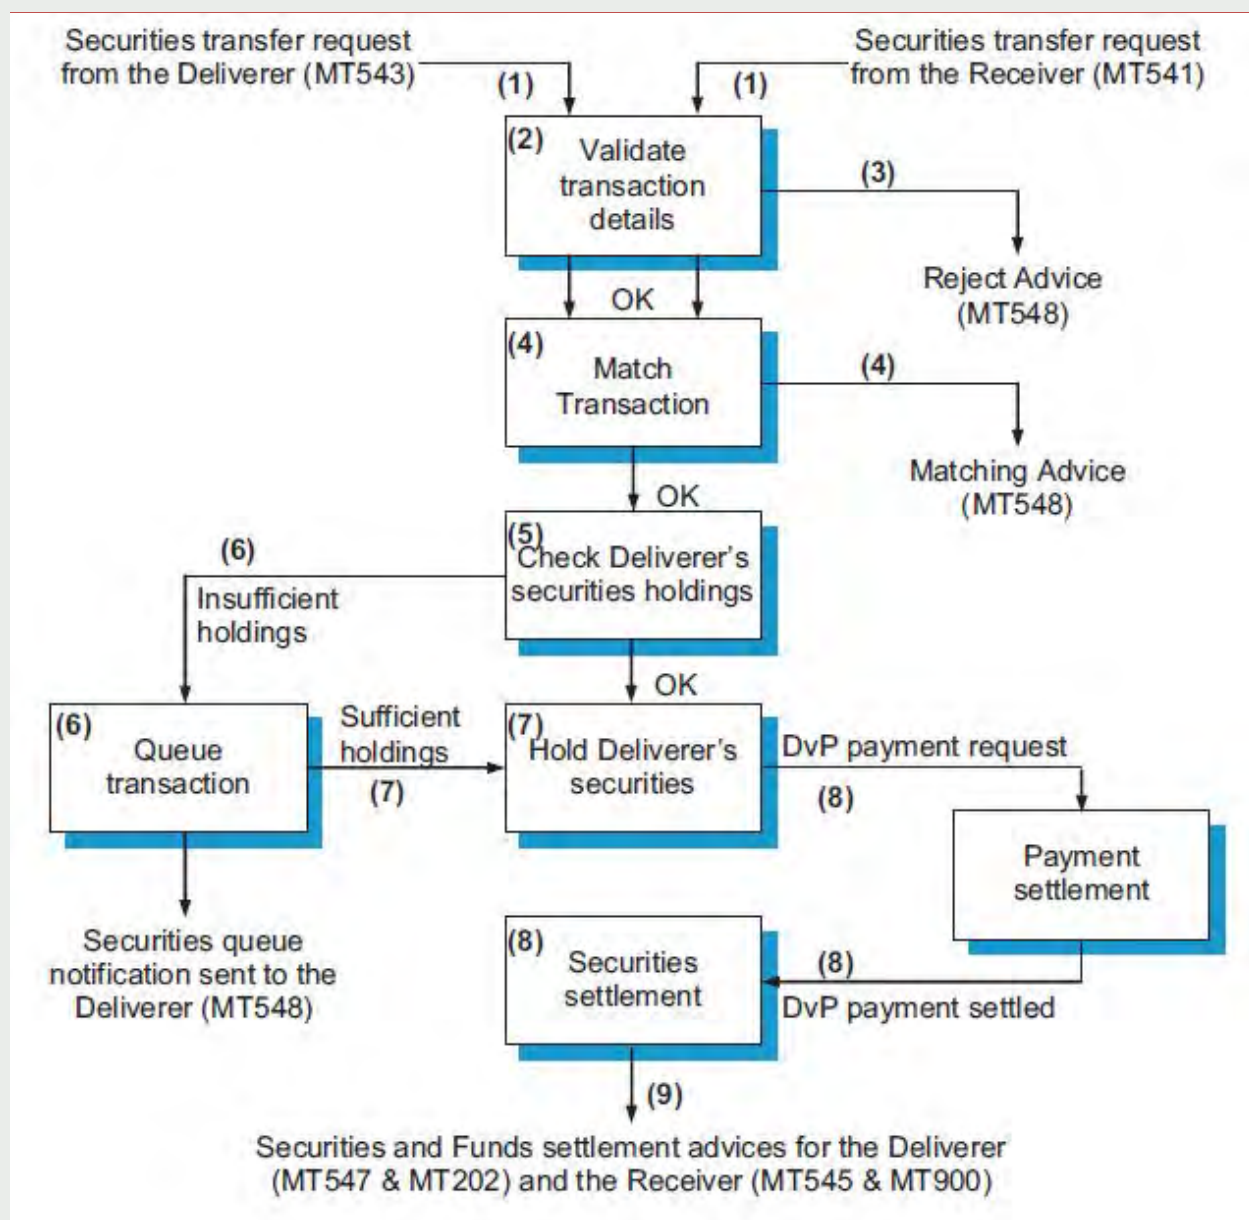 Securities transfer request
from the Deliverer (MT543)
(1)
Securities transfer request
from the Receiver (MT541)
(1)
(2)
Validate
transaction
details
(3)
Reject Advice
(MT548)
OK
(4)
Match
Transaction
(4)
Matching Advice
(MT548)
OK
(5)
Check Deliverer's
securities holdings
(6)
Insufficient
holdings
OK
(6)
Queue
transaction
Sufficient
holdings
(7)
(7)
Hold Deliverer's
securities
DvP payment request
(8)
Payment
settlement
Securities queue
notification sent to the
Deliverer (MT548)
(8)
Securities
settlement
(8)
DvP payment settled
(9)
Securities and Funds settlement advices for the Deliverer
(MT547 & MT202) and the Receiver (MT545 & MT900)